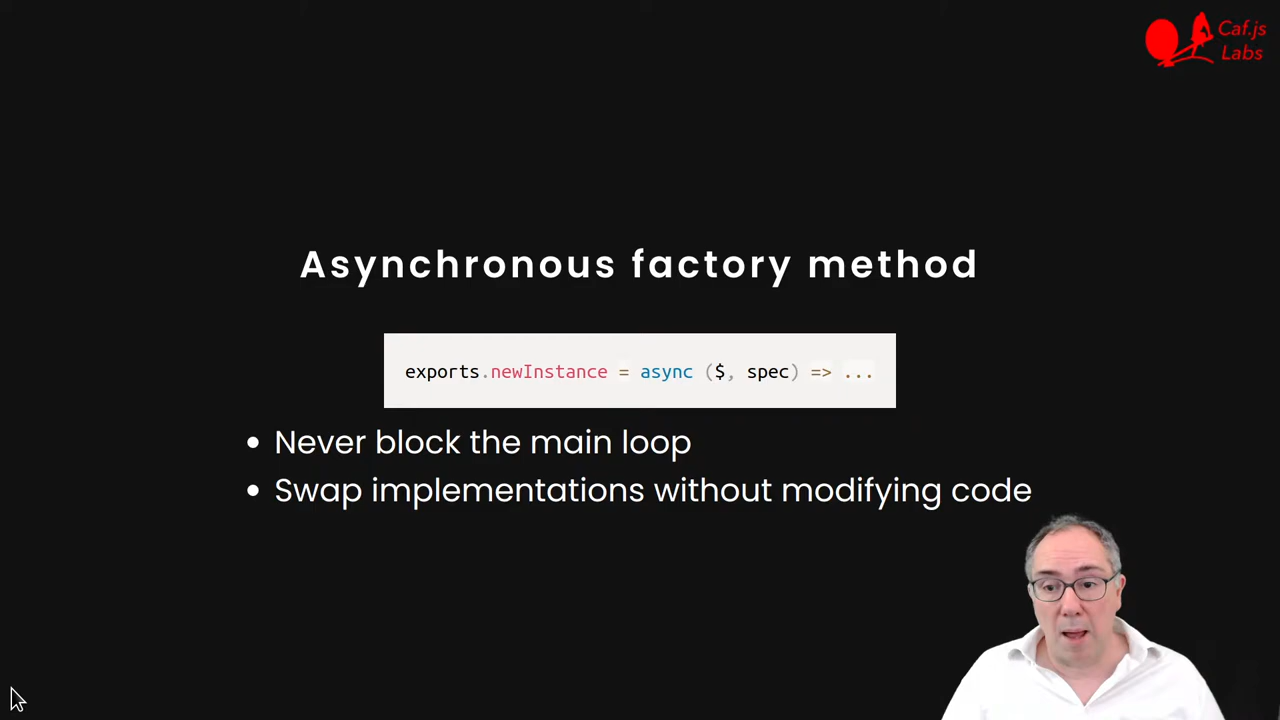 Caf.js
Labs
Asynchronous factory method
exports.newInstance = async ($, spec) => ...
• Never block the main loop
• Swap implementations without modifying code